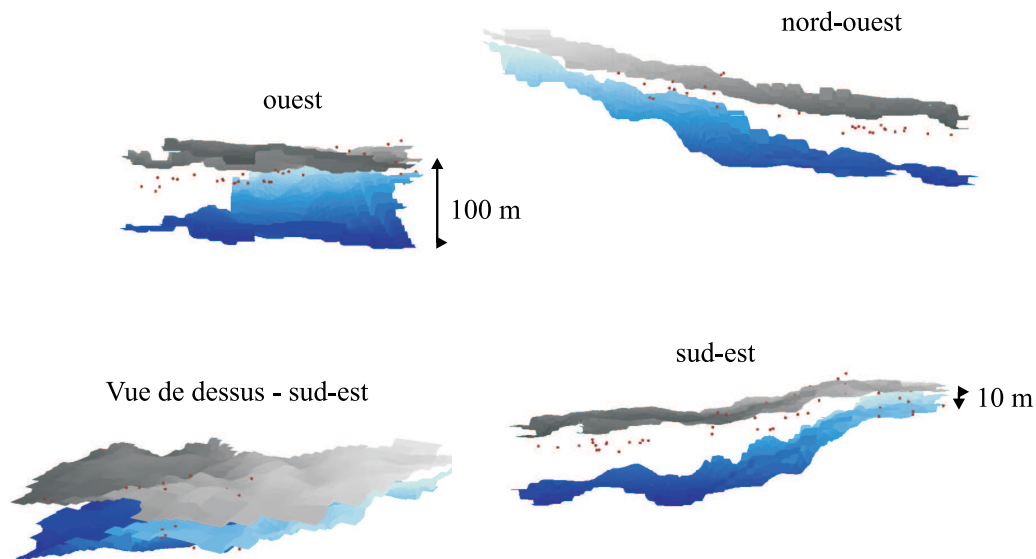 nord-ouest
ouest
100 m
sud-est
Vue de dessus - sud-est
10 m